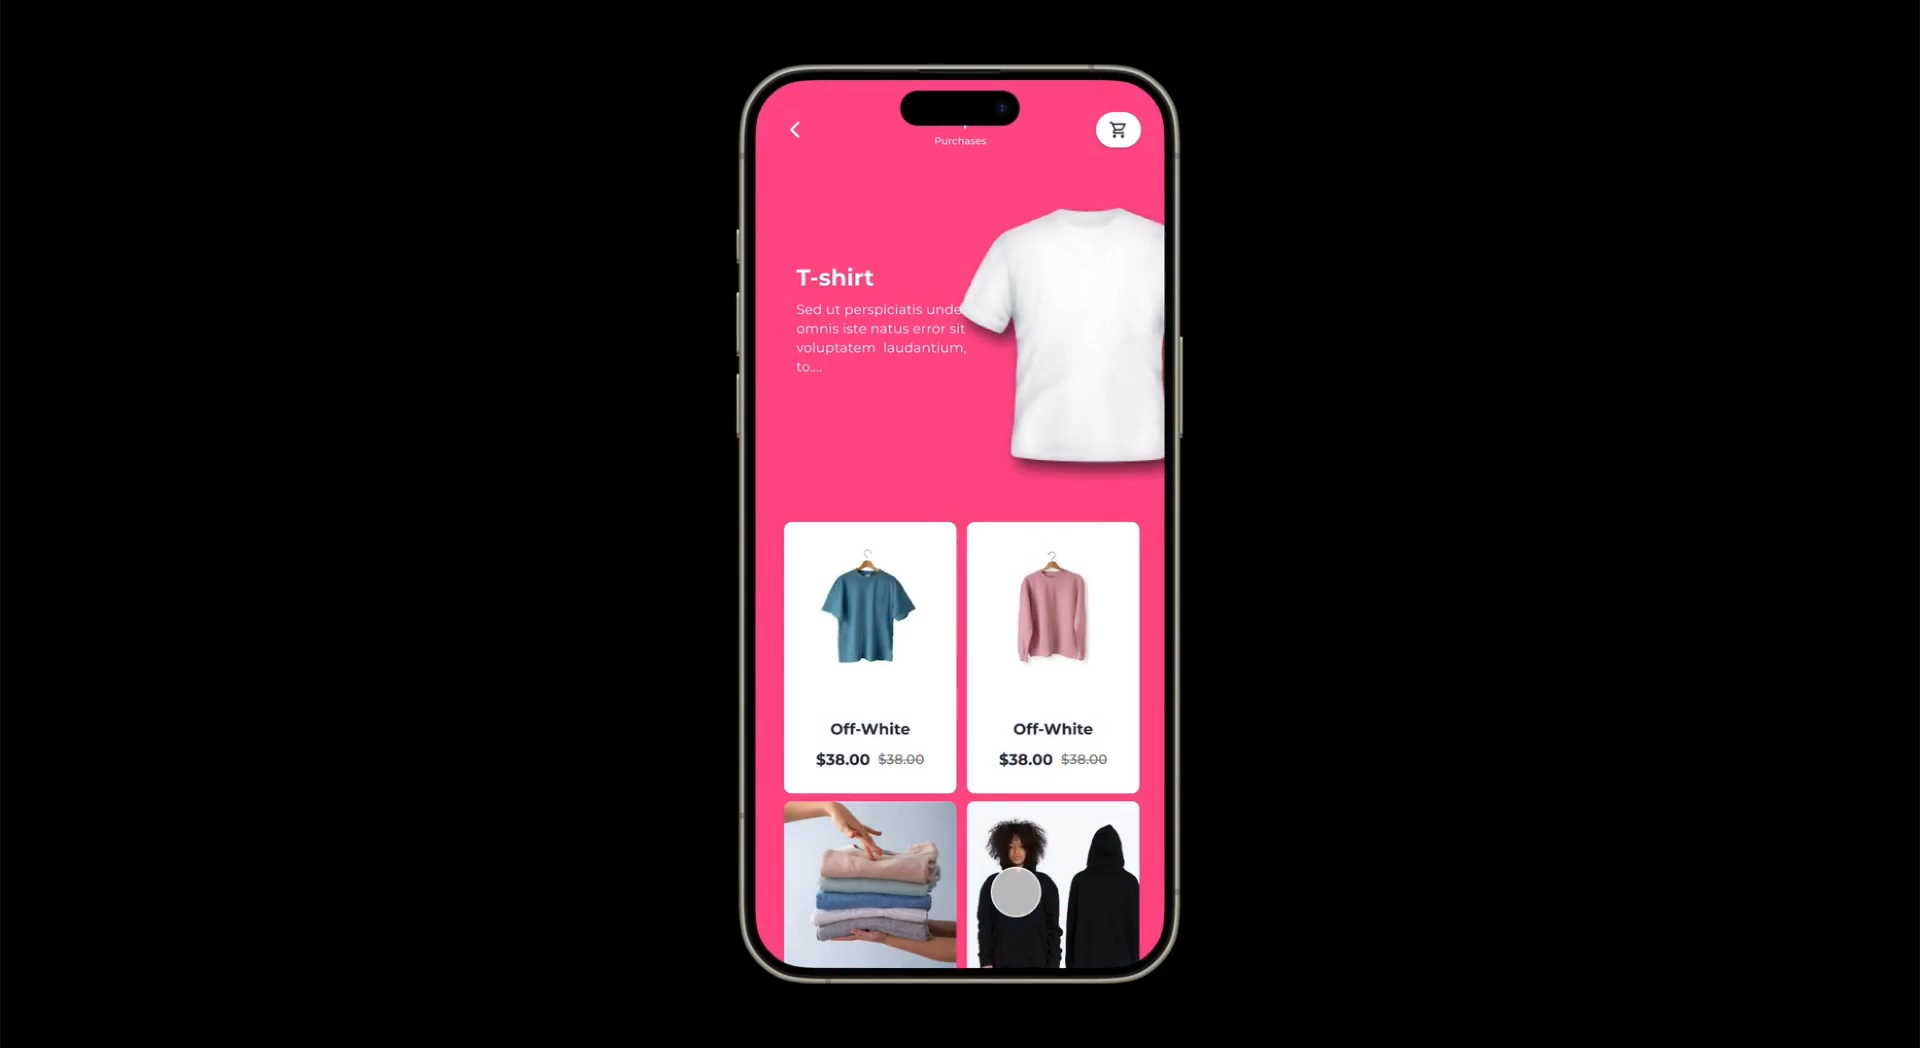 Purchases
T-shirt
Sed ut perspiciatis unde
omnis iste natus error sit
voluptatem laudantium,
to....
Off-White
$38.00 $38.00
Off-White
$38.00 $38.00